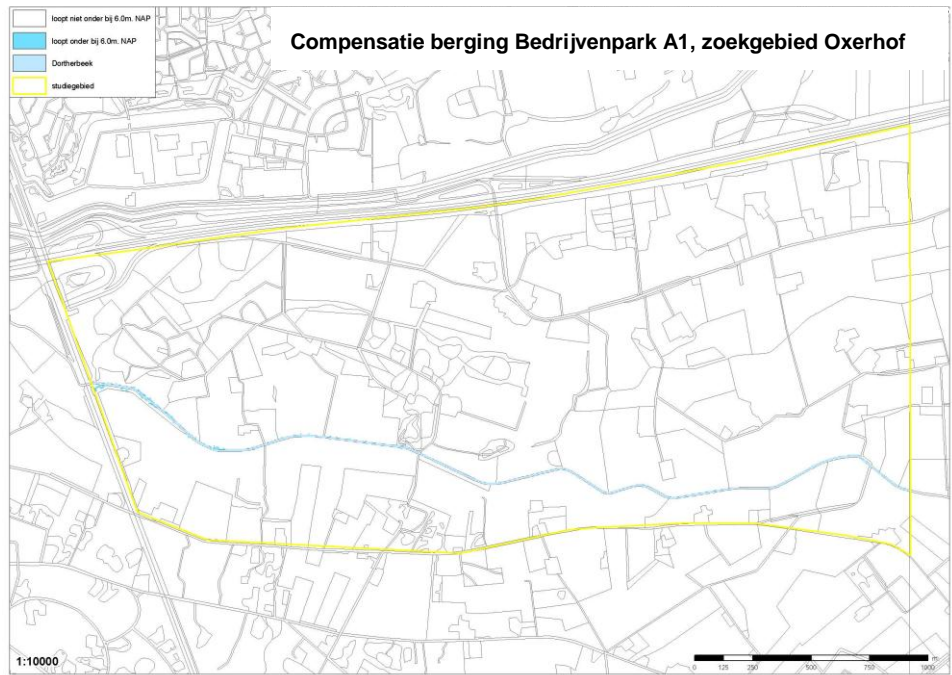 loopt niet onder bij 6.0m. NAP
loopt onder bij 6.0m. NAP
Dortherbeek
studiegebied
Compensatie berging Bedrijvenpark A1, zoekgebied Oxerhof
1:10000
0 125 250 500 750 1000 m